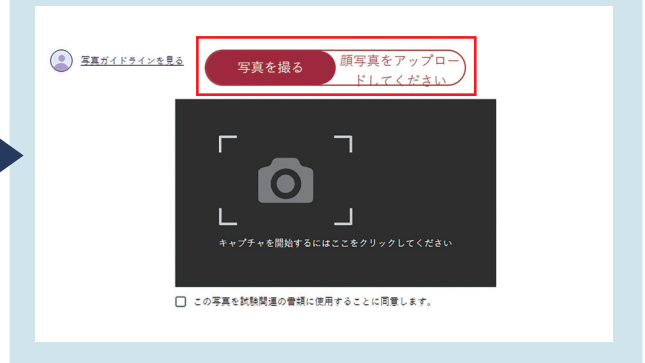 写真ガイドラインを見る
写真を撮る
顔写真をアップロー
ドしてください
キャプチャを開始するにはここをクリックしてください
この写真を試験関連の書類に使用することに同意します。